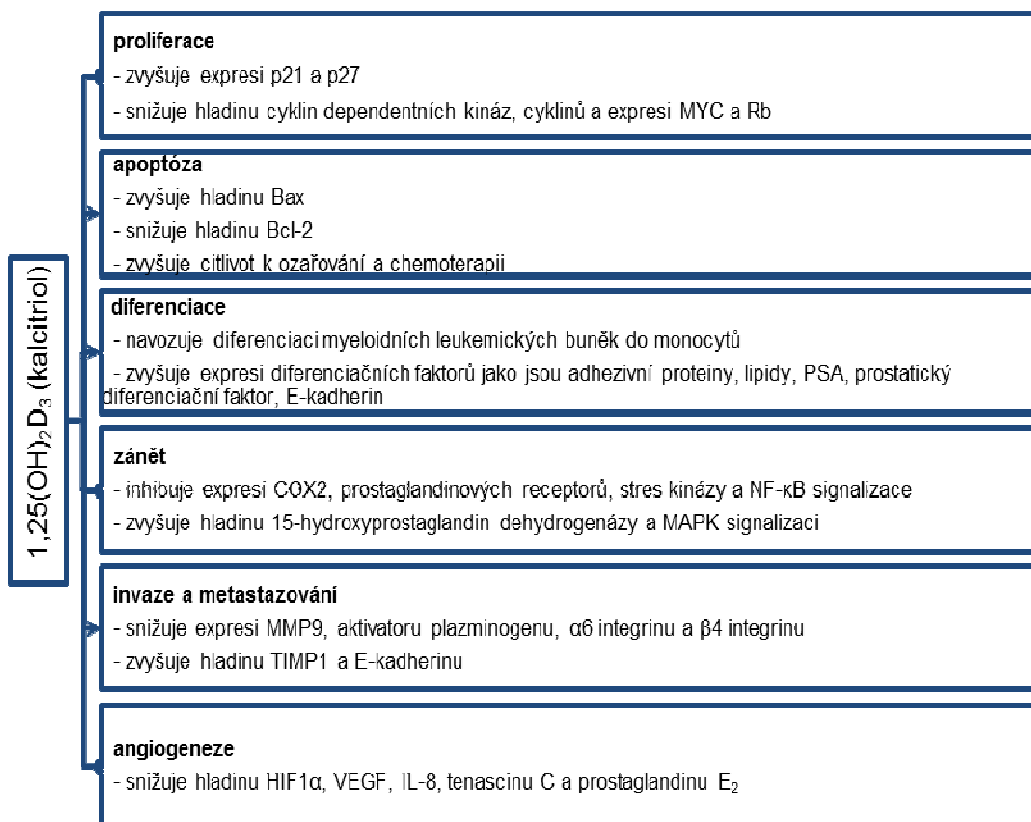 1,25(OH)₂D₃ (kalcitriol)
proliferace
- zvyšuje expresi p21 a p27
- snižuje hladinu cyklin dependentních kináz, cyklinů a expresi MYC a Rb
apoptóza
- zvyšuje hladinu Bax
- snižuje hladinu Bcl-2
- zvyšuje citlivot k ozařování a chemoterapii
diferenciace
- navozuje diferenciaci myeloidních leukemických buněk do monocytů
- zvyšuje expresi diferenciačních faktorů jako jsou adhezivní proteiny, lipidy, PSA, prostatický
diferenciační faktor, E-kadherin
zánět
- inhibuje expresi COX2, prostaglandinových receptorů, stres kinázy a NF-κB signalizace
- zvyšuje hladinu 15-hydroxyprostaglandin dehydrogenázy a MAPK signalizaci
invaze a metastazování
- snižuje expresi MMP9, aktivatoru plazminogenu, α6 integrinu a β4 integrinu
- zvyšuje hladinu TIMP1 a E-kadherinu
angiogeneze
- snižuje hladinu HIF1α, VEGF, IL-8, tenascinu C a prostaglandinu E₂